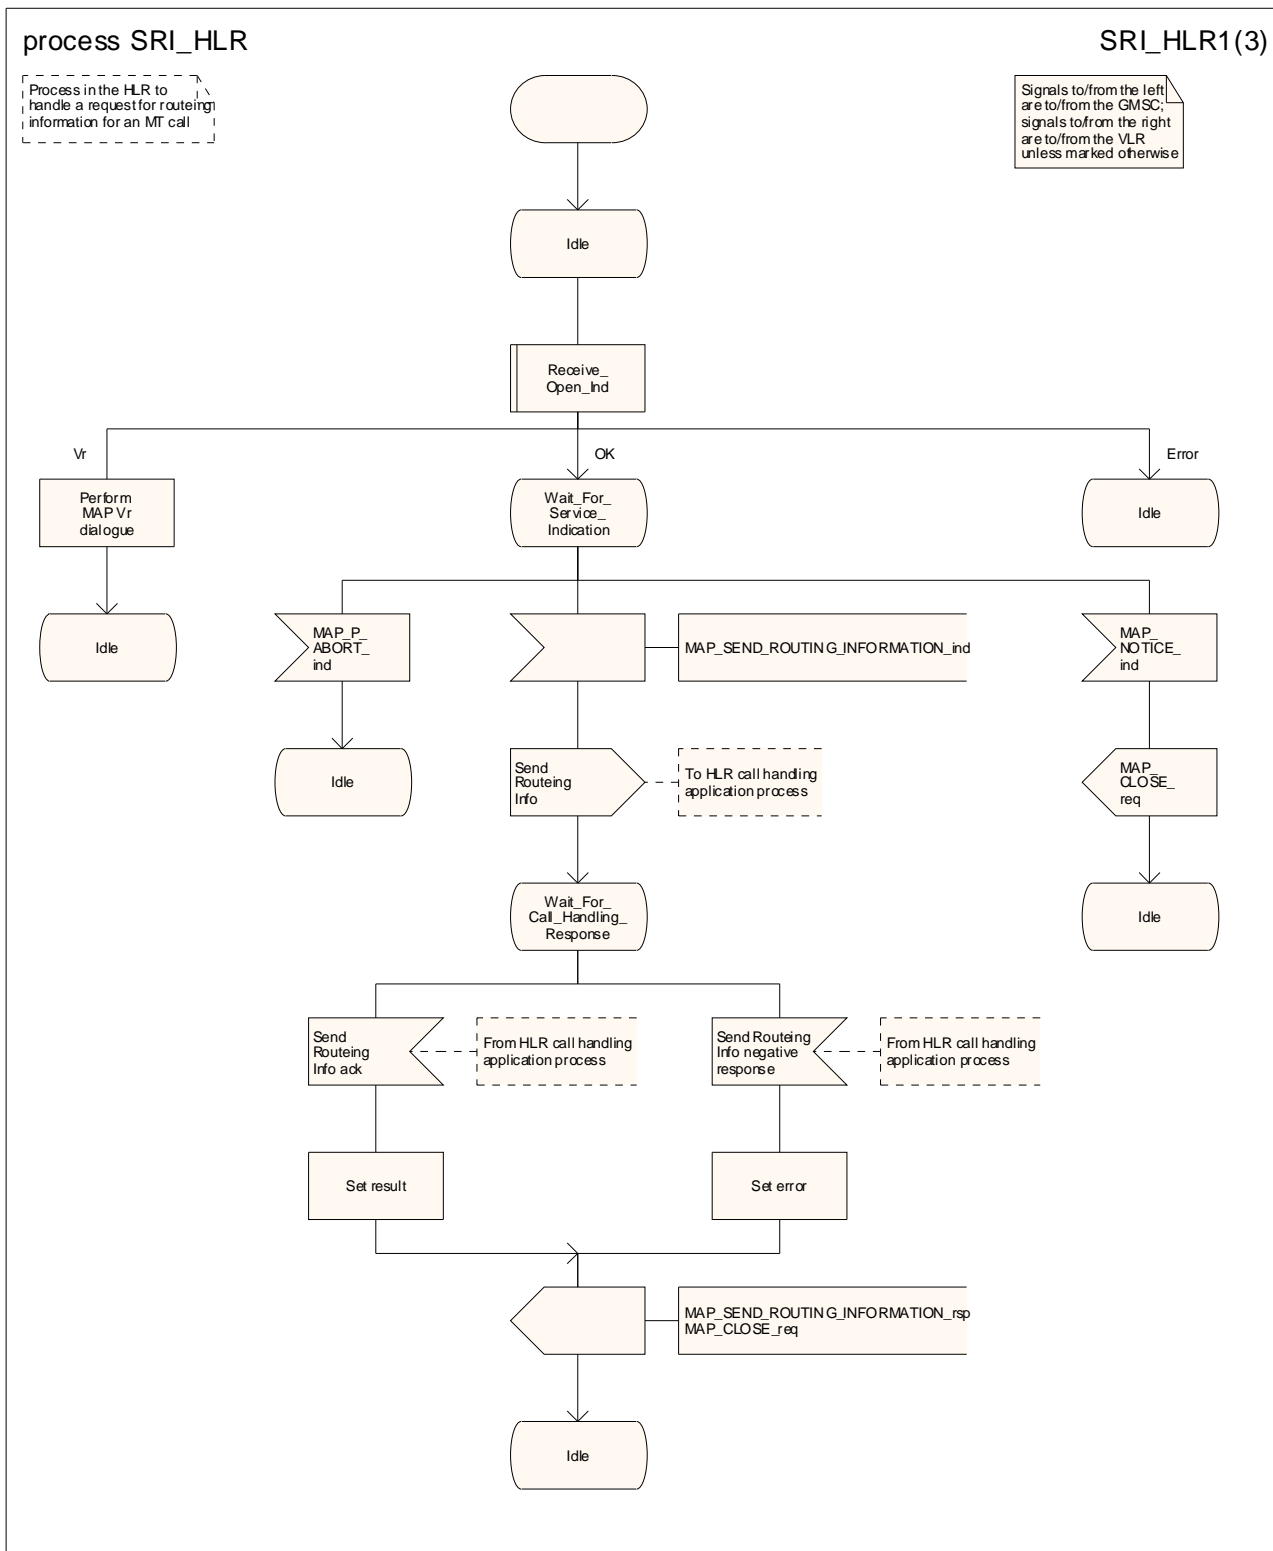 process SRI_HLR
SRI_HLR1(3)
Process in the HLR to
handle a request for routeing
information for an MT call
Signals to/from the left
are to/from the GMSC;
signals to/from the right
are to/from the VLR
unless marked otherwise
Idle
Receive_
Open_Ind
Vr
OK
Error
Perform
MAP Vr
dialogue
Wait_For_
Service_
Indication
Idle
Idle
MAP_P_
ABORT_
ind
MAP_SEND_ROUTING_INFORMATION_ind
MAP_
NOTICE_
ind
Idle
Send
Routeing
Info
To HLR call handling
application process
MAP_
CLOSE_
req
Wait_For_
Call_Handling_
Response
Idle
Send
Routeing
Info ack
From HLR call handling
application process
Send Routeing
Info negative
response
From HLR call handling
application process
Set result
Set error
MAP_SEND_ROUTING_INFORMATION_rsp
MAP_CLOSE_req
Idle